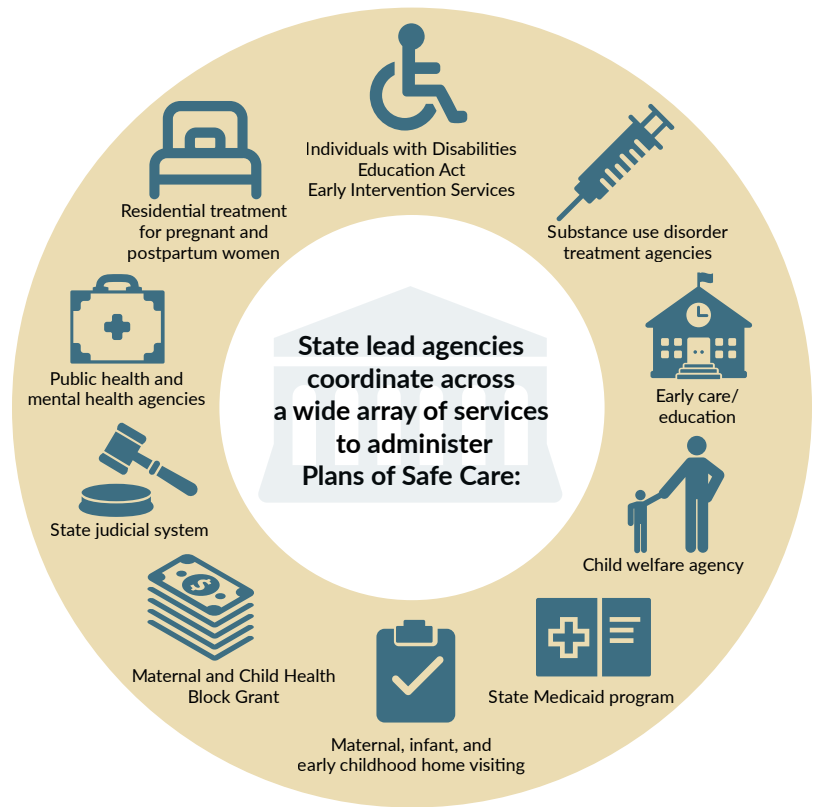 Individuals with Disabilities
Education Act
Early Intervention Services
Substance use disorder
treatment agencies
Early care/
education
Child welfare agency
State Medicaid program
Maternal, infant, and
early childhood home visiting
Maternal and Child Health
Block Grant
State judicial system
Public health and
mental health agencies
Residential treatment
for pregnant and
postpartum women
State lead agencies
coordinate across
a wide array of services
to administer
Plans of Safe Care:
$